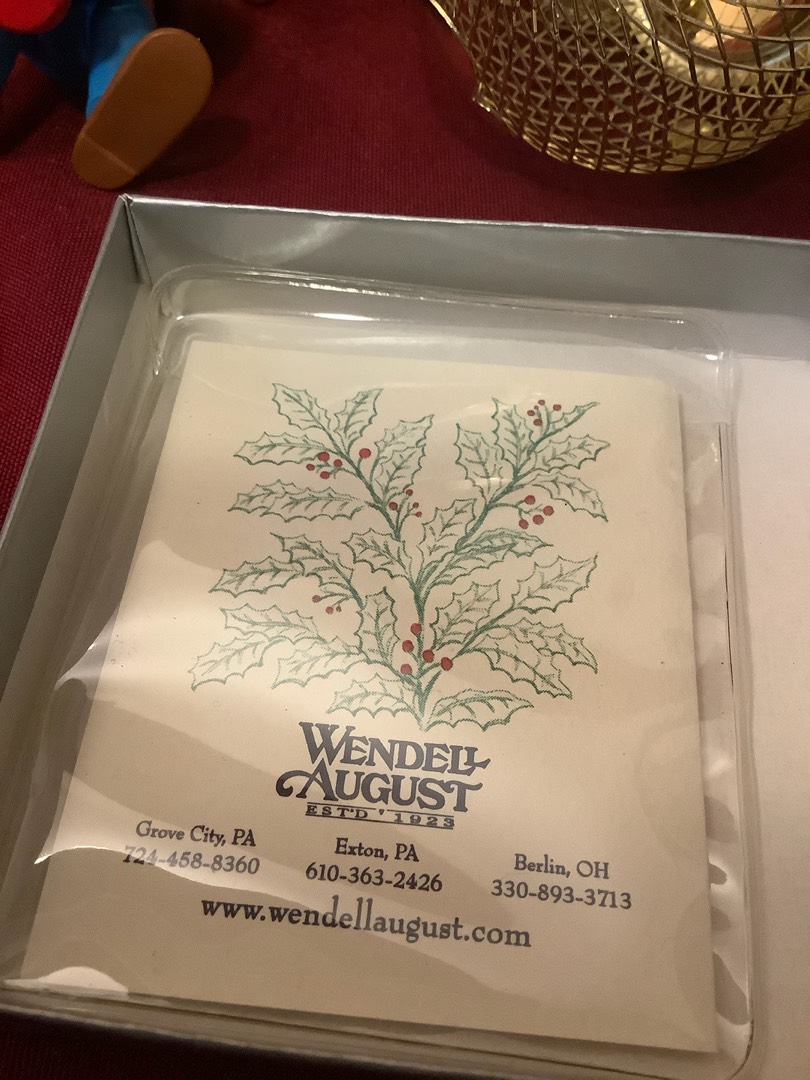 WENDELL
AUGUST
EST'D 1923
Grove City, PA
724-458-8360
Exton, PA
610-363-2426
Berlin, OH
330-893-3713
www.wendellaugust.com